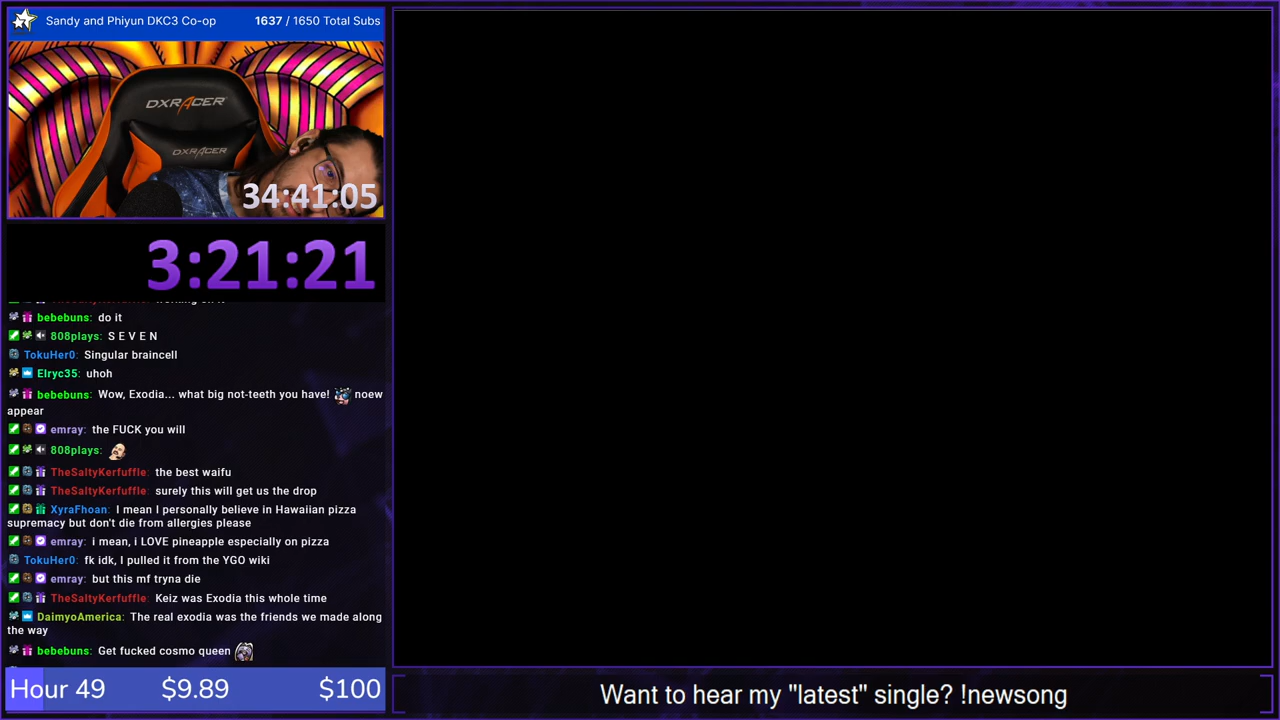 Sandy and Phiyun DKC3 Co-op 1637 / 1650 Total Subs
DXRACER
DXRACER
34:41:05
3:21:21
bebebuns: do it
808plays: S E V E N
TokuHer0: Singular braincell
Elryc35: uhoh
bebebuns: Wow, Exodia... what big not-teeth you have! noew
appear
emray: the FUCK you will
808plays:
TheSaltyKerfuffle: the best waifu
TheSaltyKerfuffle: surely this will get us the drop
XyraFhoan: I mean I personally believe in Hawaiian pizza
supremacy but don't die from allergies please
emray: i mean, i LOVE pineapple especially on pizza
TokuHer0: fk idk, I pulled it from the YGO wiki
emray: but this mf tryna die
TheSaltyKerfuffle: Keiz was Exodia this whole time
DaimyoAmerica: The real exodia was the friends we made along
the way
bebebuns: Get fucked cosmo queen
Hour 49 $9.89 $100
Want to hear my "latest" single? !newsong